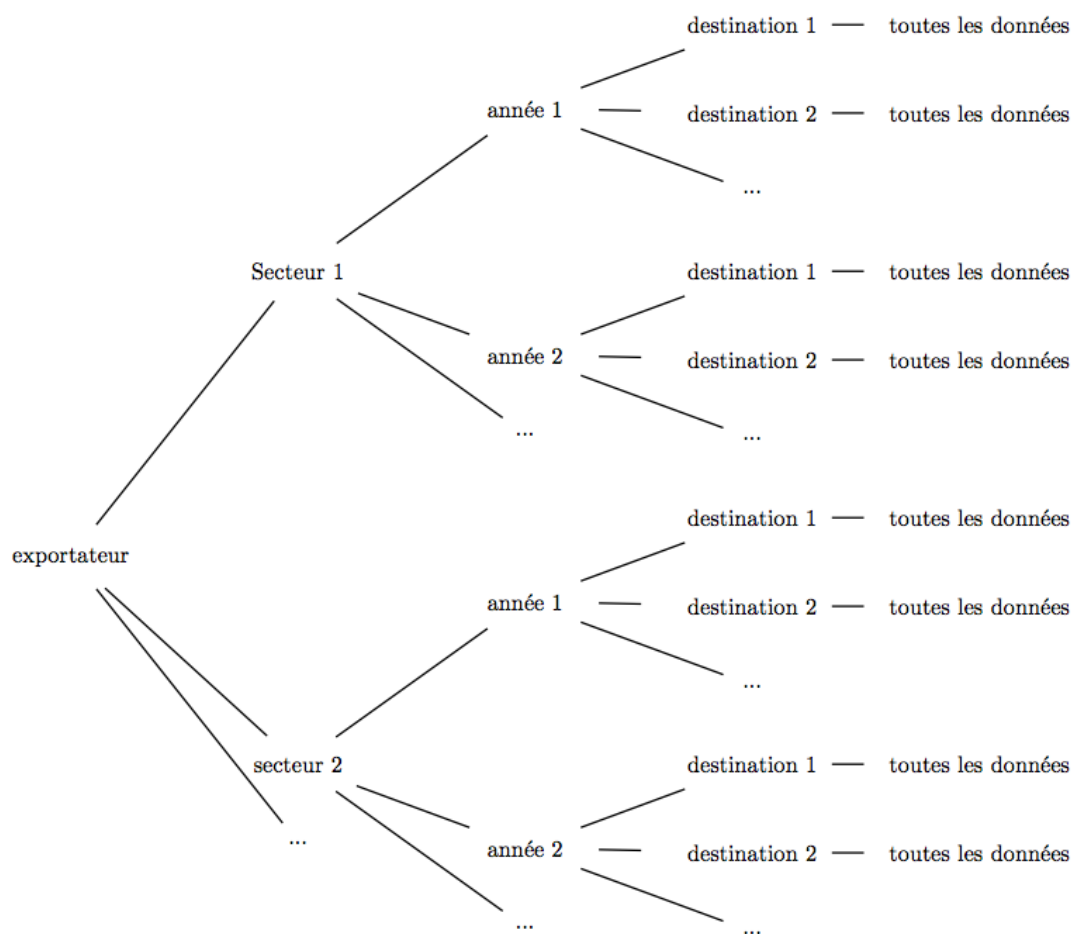 destination 1 — toutes les données
année 1 — destination 2 — toutes les données
...
Secteur 1
destination 1 — toutes les données
année 2 — destination 2 — toutes les données
...
...
exportateur
destination 1 — toutes les données
année 1 — destination 2 — toutes les données
...
secteur 2
destination 1 — toutes les données
...
année 2 — destination 2 — toutes les données
...
...